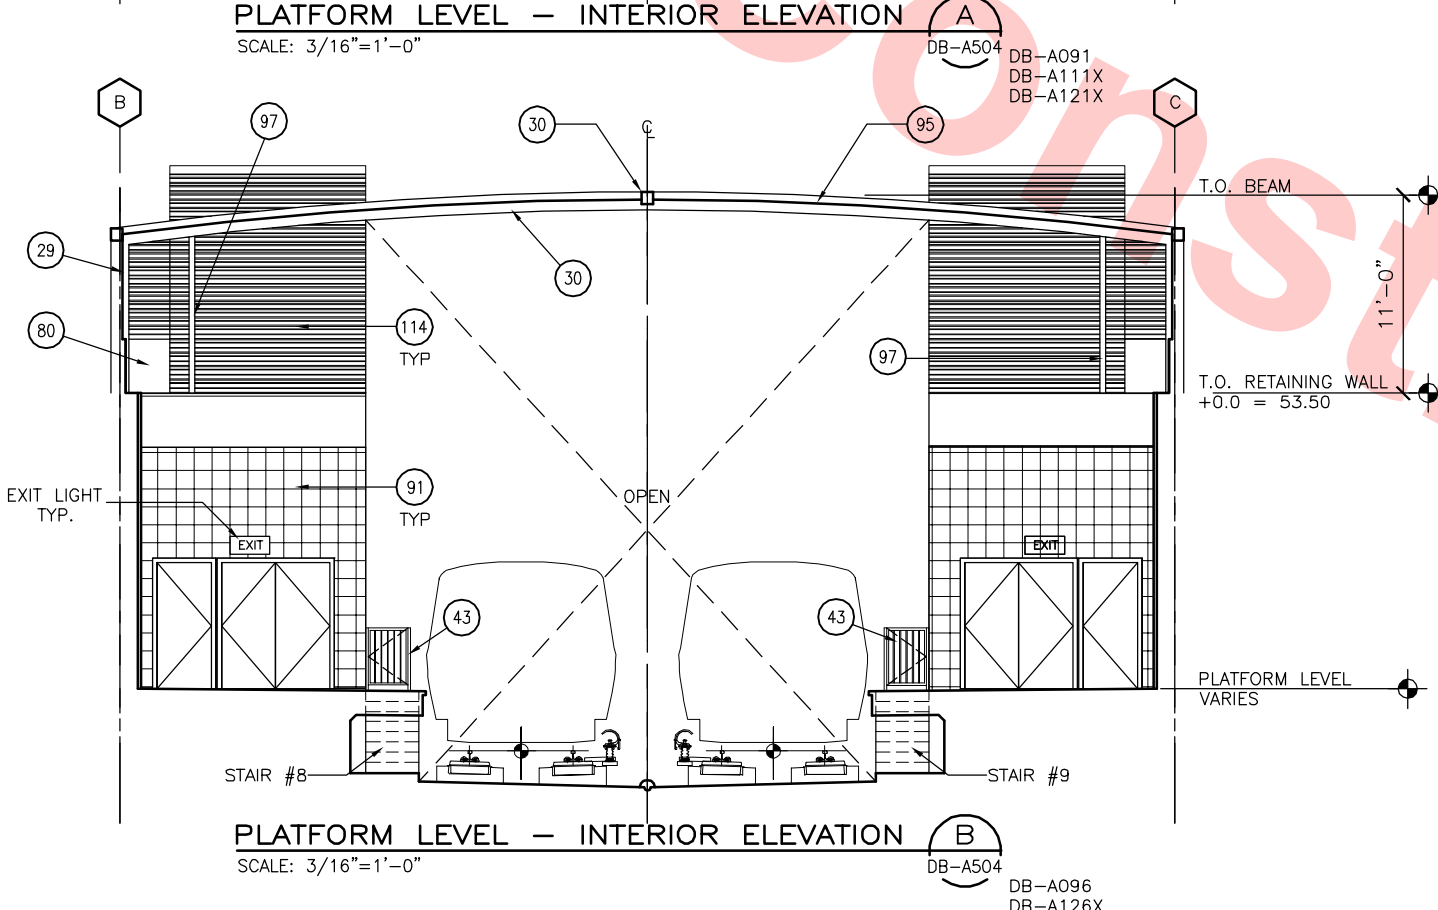 PLATFORM LEVEL – INTERIOR ELEVATION
A
SCALE: 3/16"=1'-0"
DB-A504
DB-A091
DB-A111X
DB-A121X
const
B
C
97
30
℄
95
T.O. BEAM
29
30
11'-0"
80
114
TYP
97
T.O. RETAINING WALL
+0.0 = 53.50
91
TYP
EXIT LIGHT
TYP.
OPEN
EXIT
EXIT
43
43
PLATFORM LEVEL
VARIES
STAIR #8
STAIR #9
PLATFORM LEVEL – INTERIOR ELEVATION
B
SCALE: 3/16"=1'-0"
DB-A504
DB-A096
DB-A126X